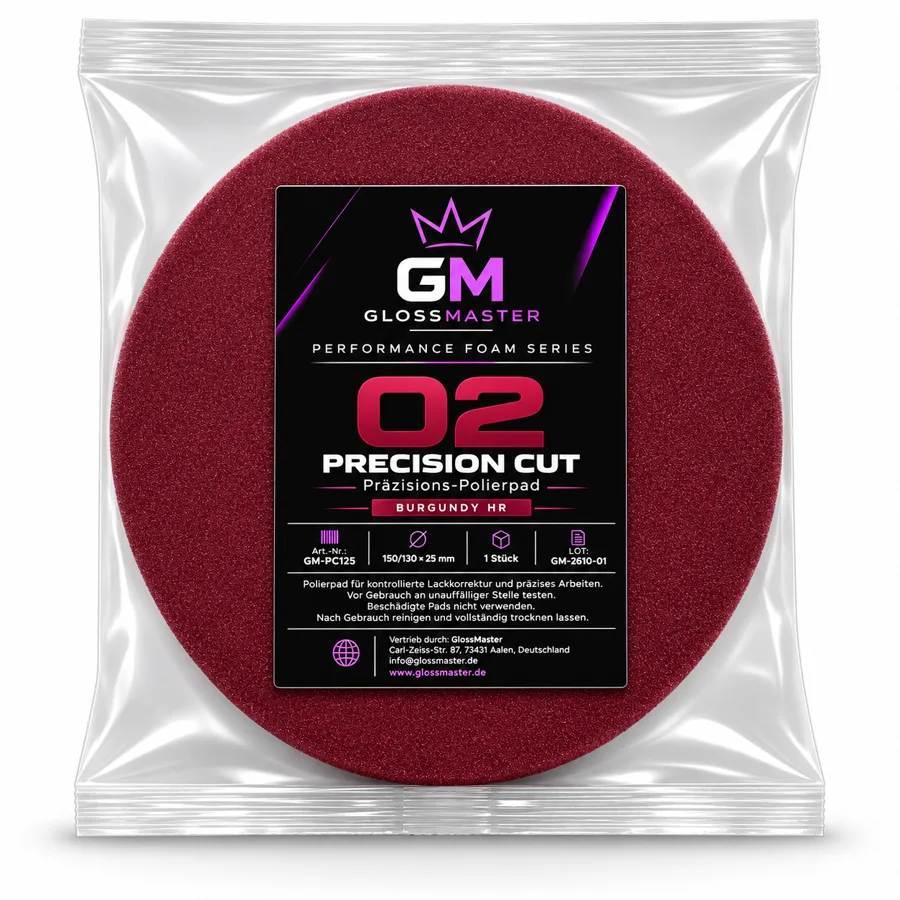 GM
GLOSSMASTER
PERFORMANCE FOAM SERIES
02
PRECISION CUT
Präzisions-Polierpad
BURGUNDY HR
Art.-Nr.:
GM-PC125
150/130 × 25 mm
1 Stück
LOT:
GM-2610-01
Polierpad für kontrollierte Lackkorrektur und präzises Arbeiten.
Vor Gebrauch an unauffälliger Stelle testen.
Beschädigte Pads nicht verwenden.
Nach Gebrauch reinigen und vollständig trocknen lassen.
Vertrieb durch: GlossMaster
Carl-Zeiss-Str. 87, 73431 Aalen, Deutschland
info@glossmaster.de
www.glossmaster.de